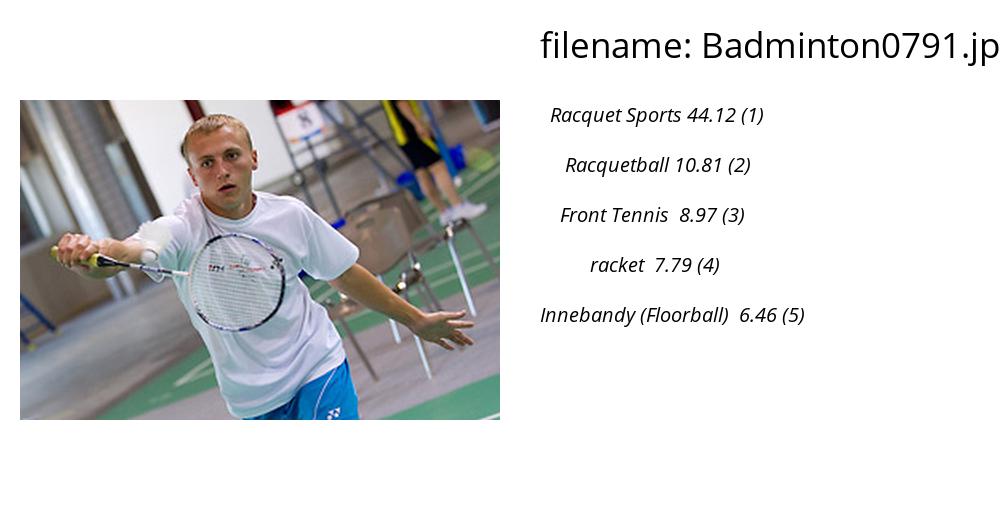 filename: Badminton0791.jp
Racquet Sports 44.12 (1)
Racquetball 10.81 (2)
Front Tennis 8.97 (3)
racket 7.79 (4)
Innebandy (Floorball) 6.46 (5)